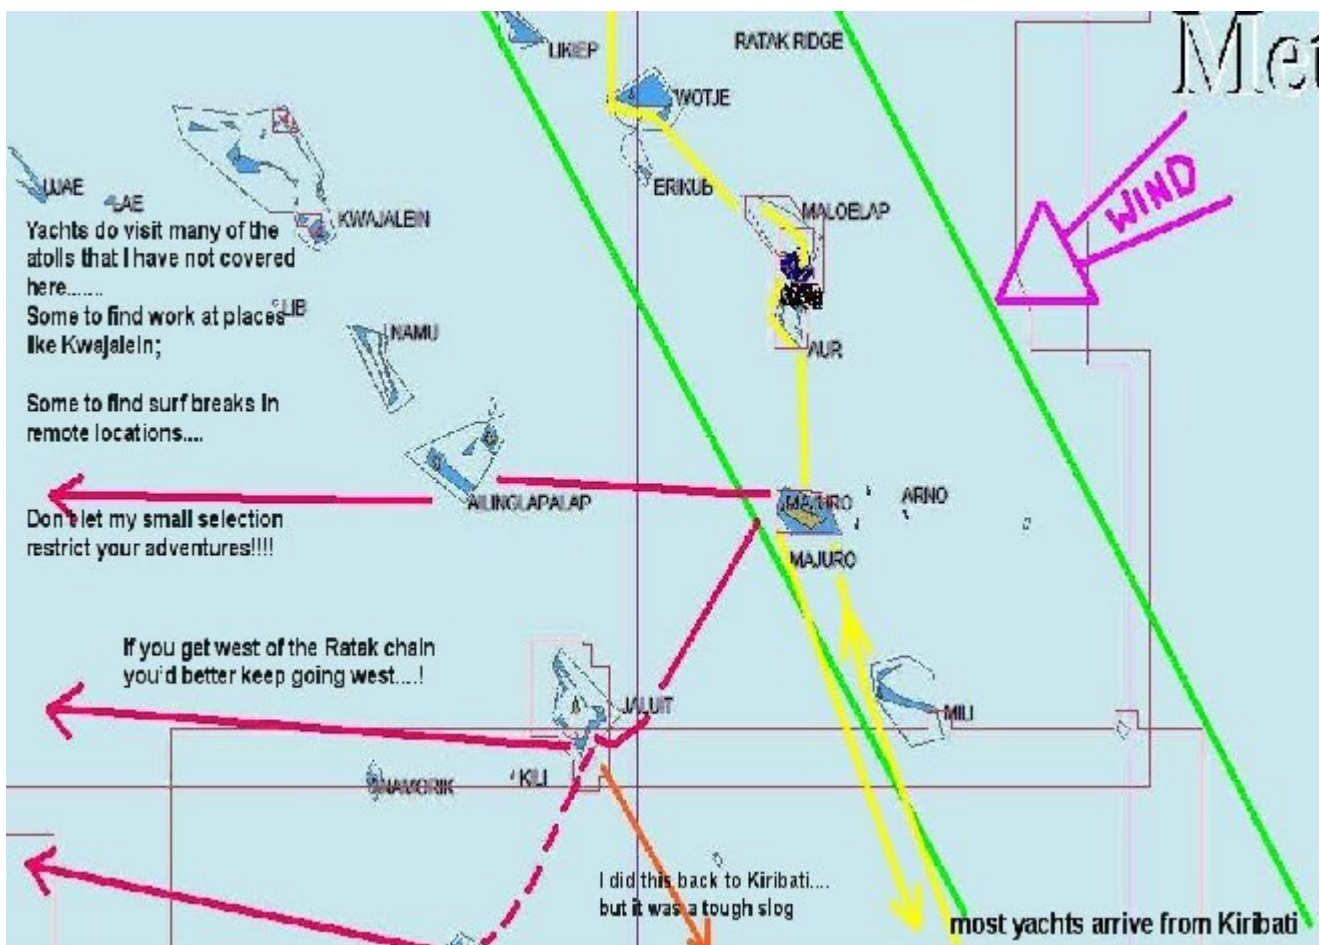 LIKIEP
RATAK RIDGE
Met
WOTJE
ERIKUB
MALOELAP
WIND
UJAE
LAE
KWAJALEIN
Yachts do visit many of the
atolls that I have not covered
here.......
LIB
Some to find work at places
like Kwajalein;
NAMU
AUR
Some to find surf breaks in
remote locations....
AILINGLAPALAP
MAJURO
ARNO
Don't let my small selection
restrict your adventures!!!!
MAJURO
If you get west of the Ratak chain
you'd better keep going west....!
JALUIT
MILI
NAMORIK
KILI
I did this back to Kiribati....
but it was a tough slog
most yachts arrive from Kiribati